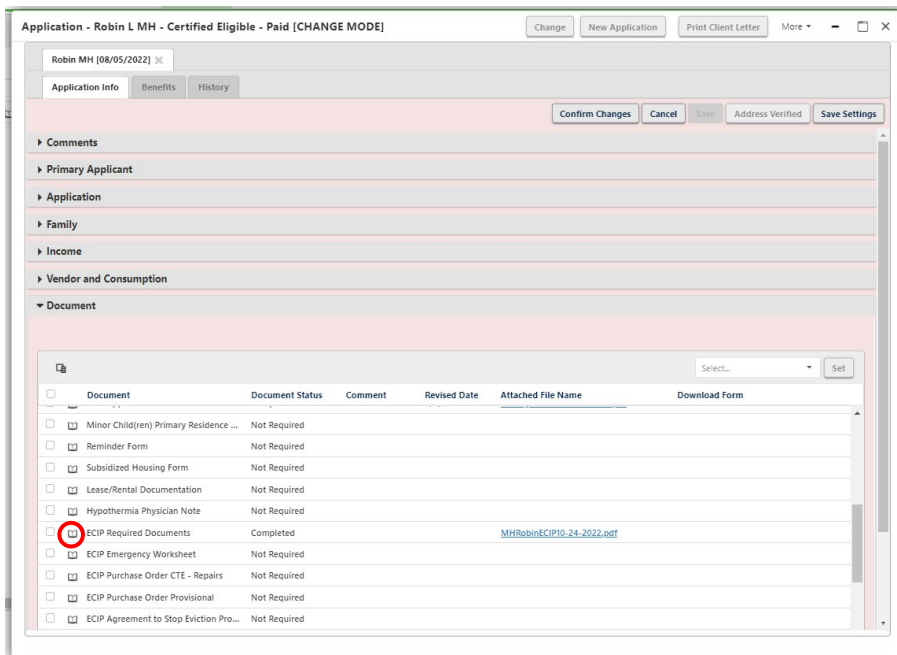 Application - Robin L MH - Certified Eligible - Paid [CHANGE MODE]
Change New Application Print Client Letter More
Robin MH [08/05/2022]
Application Info Benefits History
Confirm Changes Cancel Save Address Verified Save Settings
Comments
Primary Applicant
Application
Family
Income
Vendor and Consumption
Document
Select... Set
Document Document Status Comment Revised Date Attached File Name Download Form
Minor Child(ren) Primary Residence ... Not Required
Reminder Form Not Required
Subsidized Housing Form Not Required
Lease/Rental Documentation Not Required
Hypothermia Physician Note Not Required
ECIP Required Documents Completed MHRobinECIP10-24-2022.pdf
ECIP Emergency Worksheet Not Required
ECIP Purchase Order CTE - Repairs Not Required
ECIP Purchase Order Provisional Not Required
ECIP Agreement to Stop Eviction Pro... Not Required